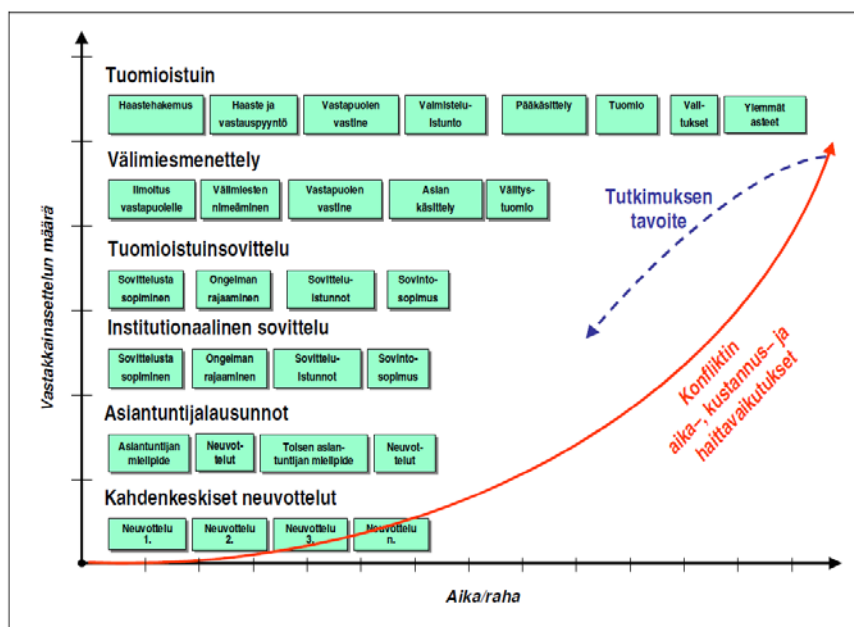 Tuomioistuin
Haastehakemus
Haaste ja
vastauspyyntö
Vastapuolen
vastine
Valmistelu-
istunto
Pääkäsittely
Tuomio
Vali-
tukset
Ylemmät
asteet
Välimiesmenettely
Ilmoitus
vastapuolelle
Välimiesten
nimeäminen
Vastapuolen
vastine
Asian
käsittely
Välitys-
tuomio
Tutkimuksen
tavoite
Tuomioistuinsovittelu
Sovittelusta
sopiminen
Ongelman
rajaaminen
Sovittelu-
istunnot
Sovinto-
sopimus
Institutionaalinen sovittelu
Sovittelusta
sopiminen
Ongelman
rajaaminen
Sovittelu-
istunnot
Sovinto-
sopimus
Konfliktin
aika–, kustannus– ja
haittavaikutukset
Asiantuntijalausunnot
Asiantuntijan
mielipide
Neuvot-
telut
Toisen asian-
tuntijan mielipide
Neuvot-
telut
Kahdenkeskiset neuvottelut
Neuvottelu
1.
Neuvottelu
2.
Neuvottelu
3.
Neuvottelu
n.
Vastakkainasettelun määrä
Aika/raha